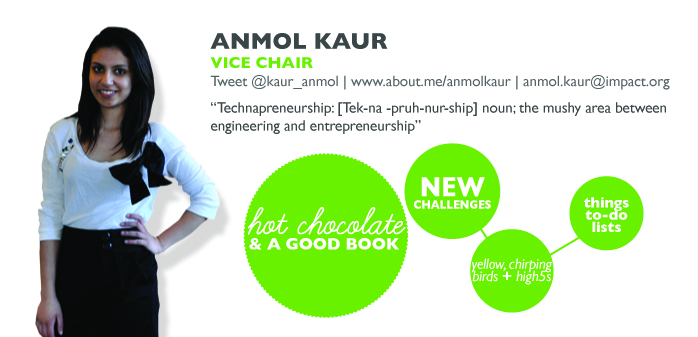 ANMOL KAUR
VICE CHAIR
Tweet @kaur_anmol | www.about.me/anmolkaur | anmol.kaur@impact.org
“Technapreneurship: [Tek-na -pruh-nur-ship] noun; the mushy area between
engineering and entrepreneurship”
hot chocolate
& A GOOD BOOK
NEW
CHALLENGES
yellow, chirping
birds + high5s
things
to-do
lists